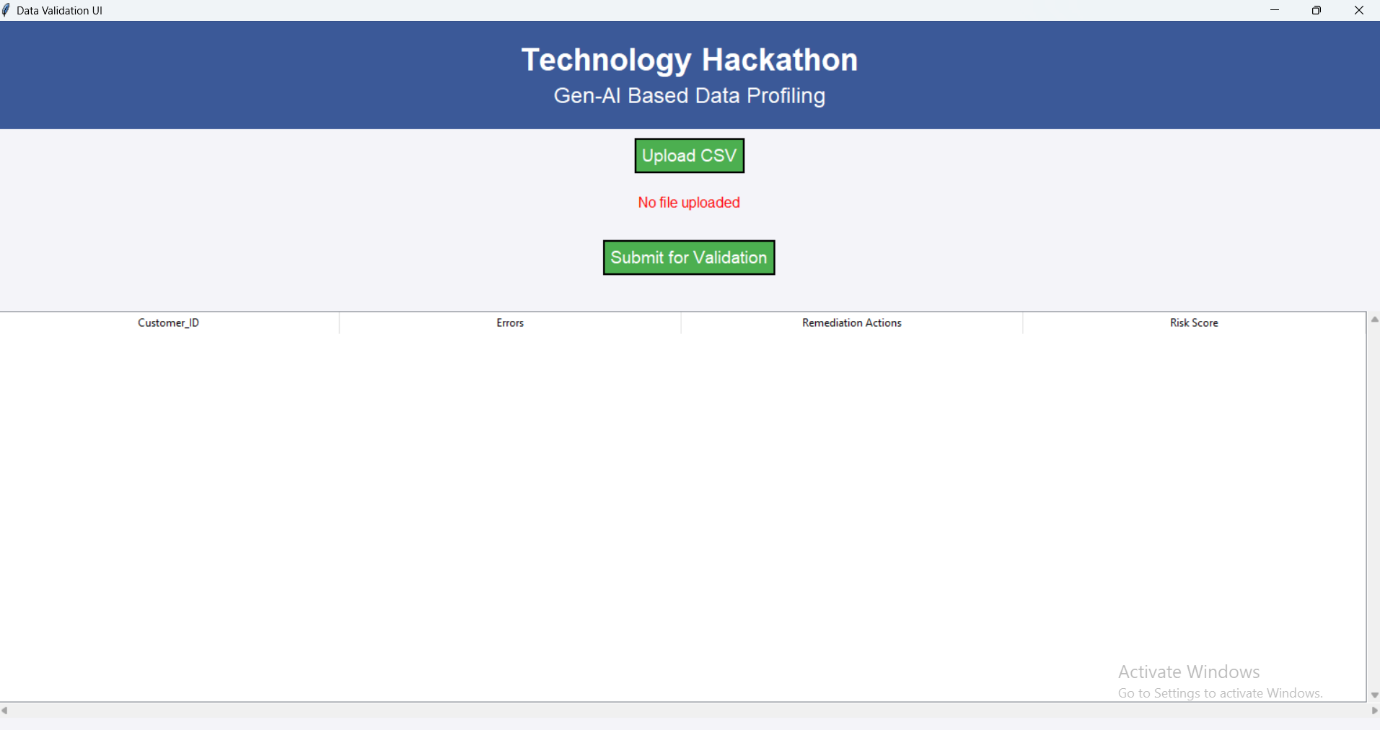 Data Validation UI
Technology Hackathon
Gen-AI Based Data Profiling
Upload CSV
No file uploaded
Submit for Validation
Customer_ID Errors Remediation Actions Risk Score
Activate Windows
Go to Settings to activate Windows.